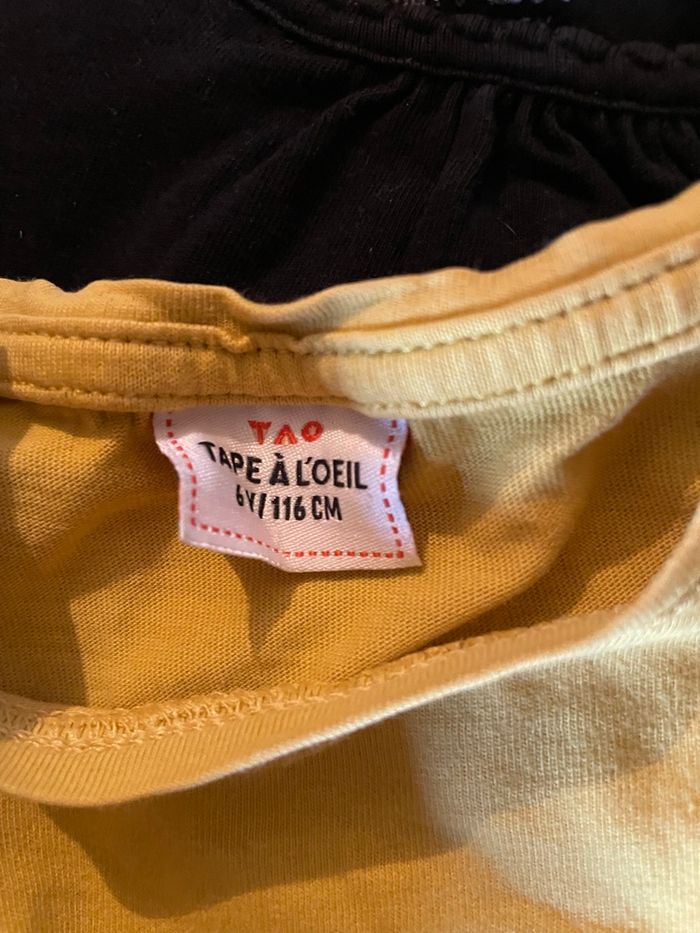 TAO
TAPE À L'OEIL
6Y/116 CM